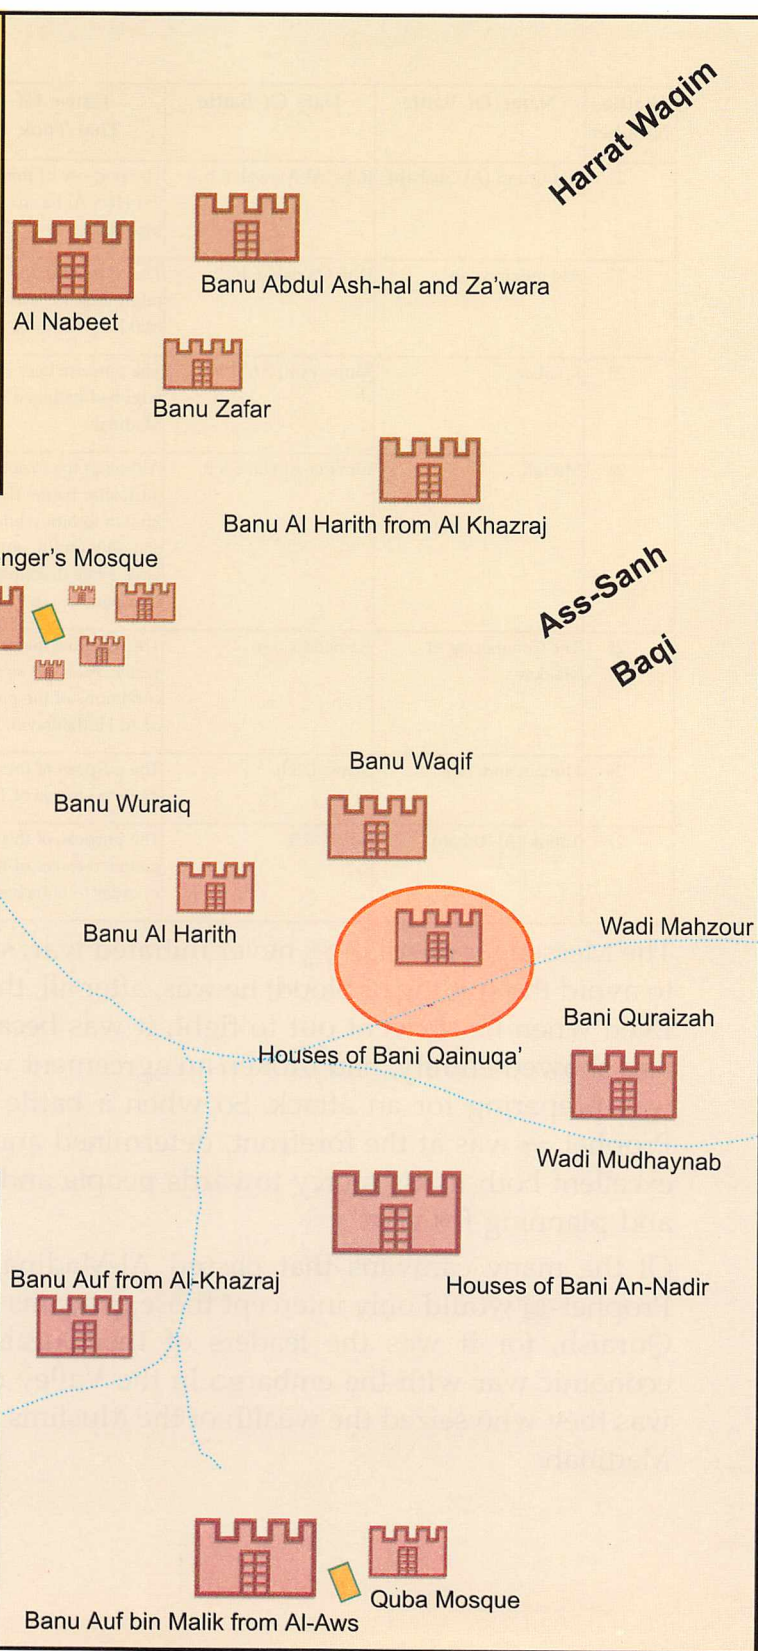 Harrat Waqim
Banu Abdul Ash-hal and Za'wara
Al Nabeet
Banu Zafar
Banu Al Harith from Al Khazraj
nger's Mosque
Ass-Sanh
Baqi
Banu Waqif
Banu Wuraiq
Banu Al Harith
Wadi Mahzour
Bani Quraizah
Houses of Bani Qainuqa'
Wadi Mudhaynab
Banu Auf from Al-Khazraj
Houses of Bani An-Nadir
Quba Mosque
Banu Auf bin Malik from Al-Aws